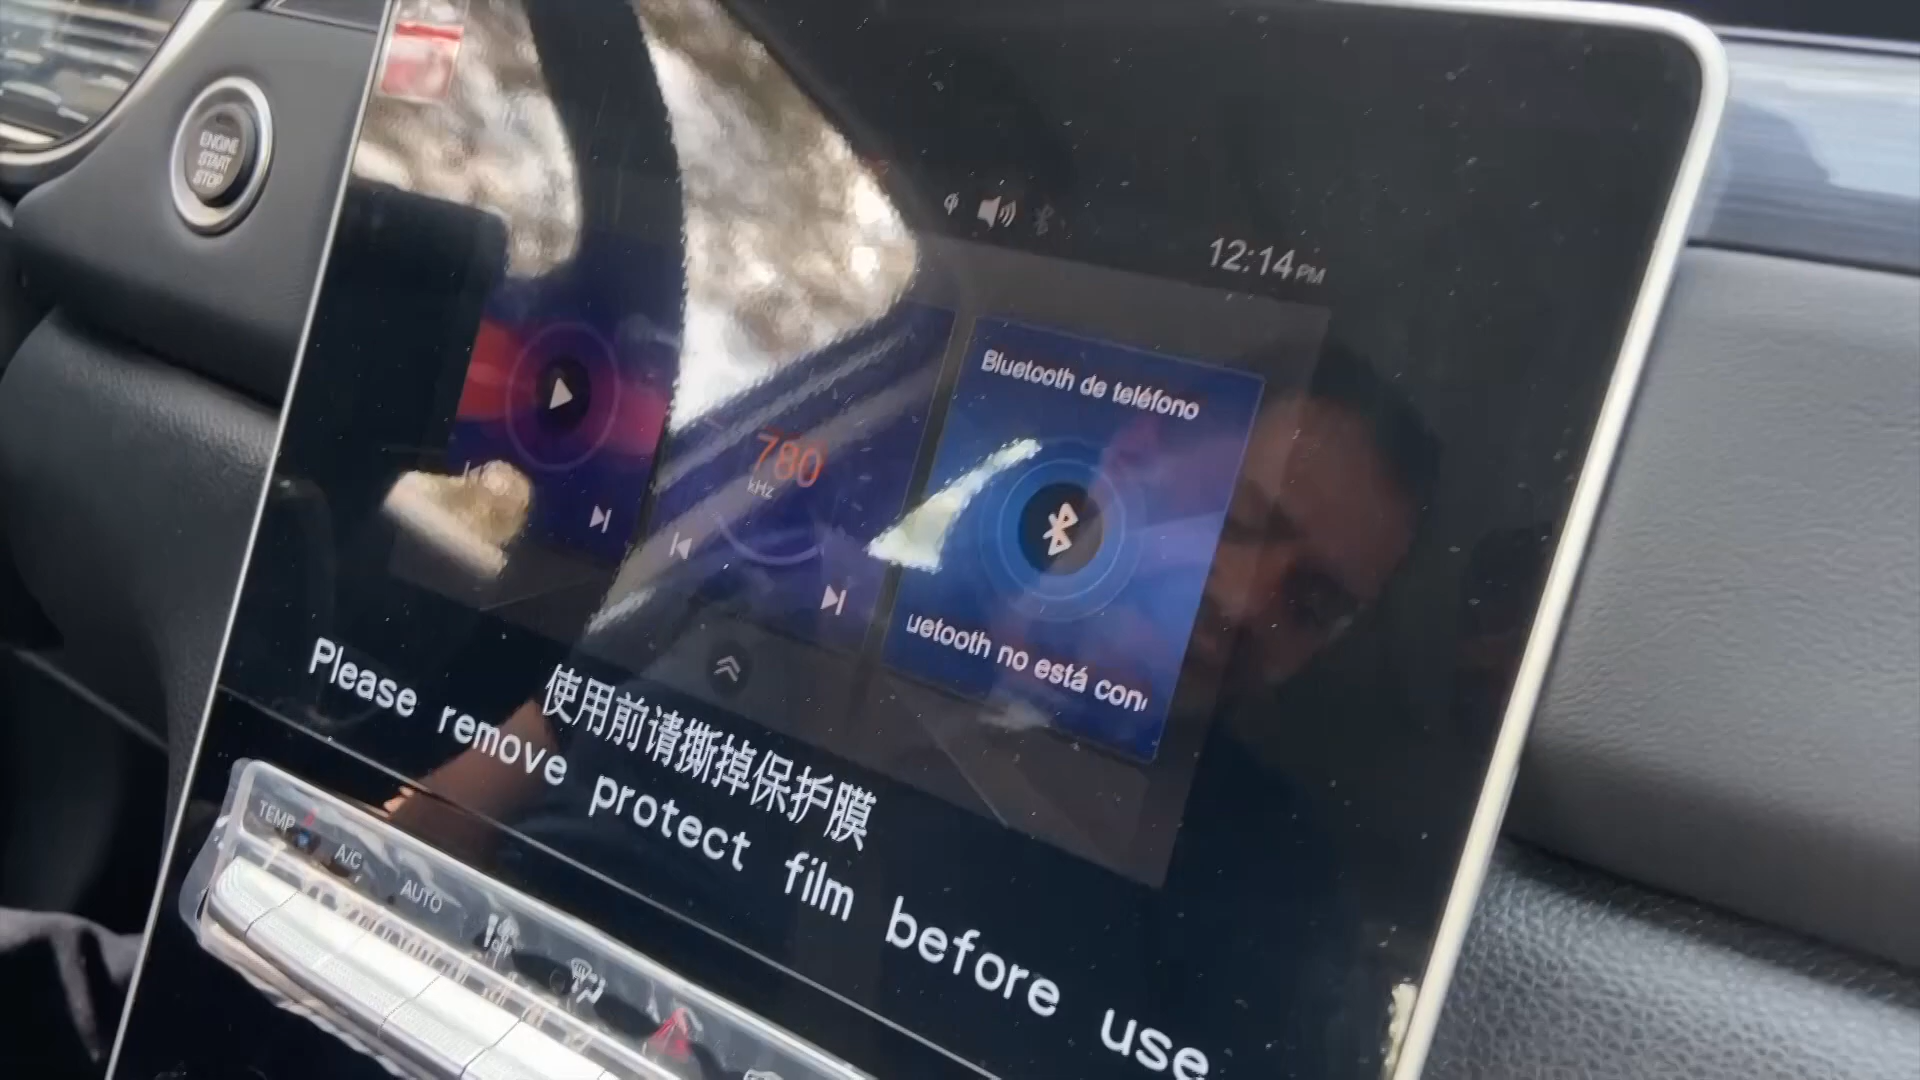 ENGINE
START
STOP
12:14 PM
Bluetooth de teléfono
780
kHz
uetooth no está con
使用前请撕掉保护膜
Please remove protect film before use
TEMP
A/C
AUTO